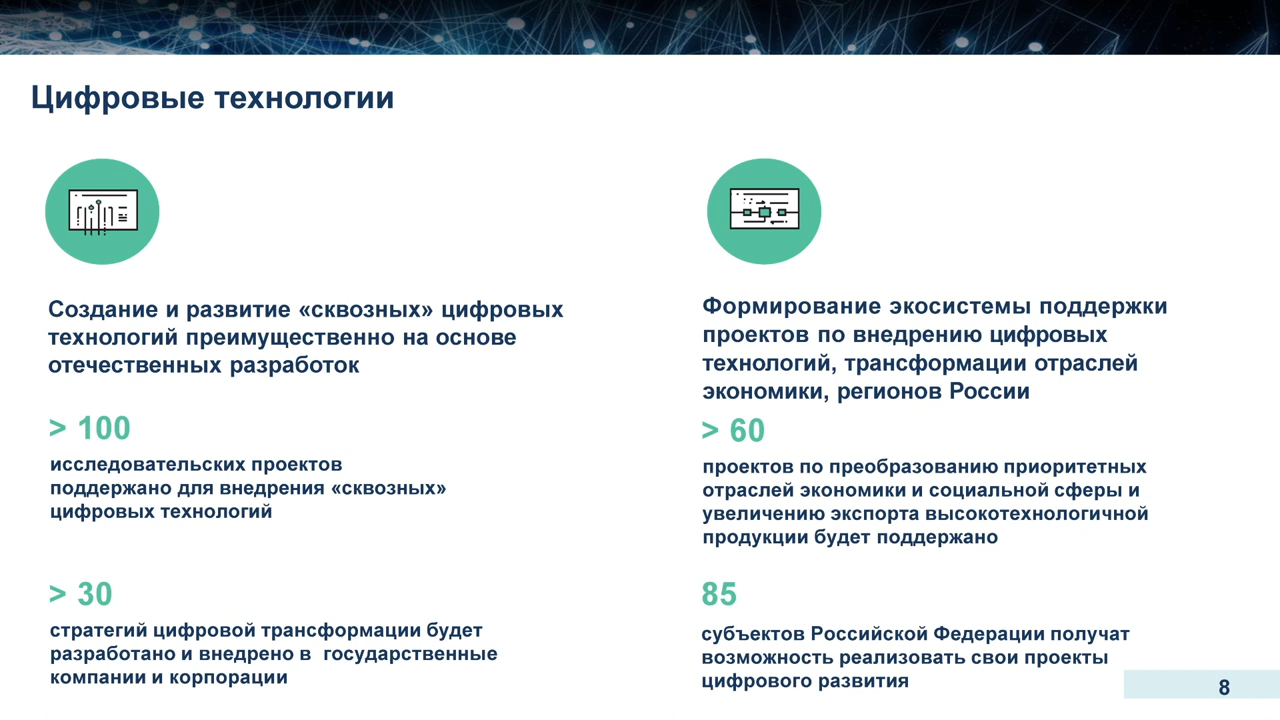 Цифровые технологии
Создание и развитие «сквозных» цифровых
технологий преимущественно на основе
отечественных разработок
> 100
исследовательских проектов
поддержано для внедрения «сквозных»
цифровых технологий
> 30
стратегий цифровой трансформации будет
разработано и внедрено в  государственные
компании и корпорации
Формирование экосистемы поддержки
проектов по внедрению цифровых
технологий, трансформации отраслей
экономики, регионов России
> 60
проектов по преобразованию приоритетных
отраслей экономики и социальной сферы и
увеличению экспорта высокотехнологичной
продукции будет поддержано
85
субъектов Российской Федерации получат
возможность реализовать свои проекты
цифрового развития
8